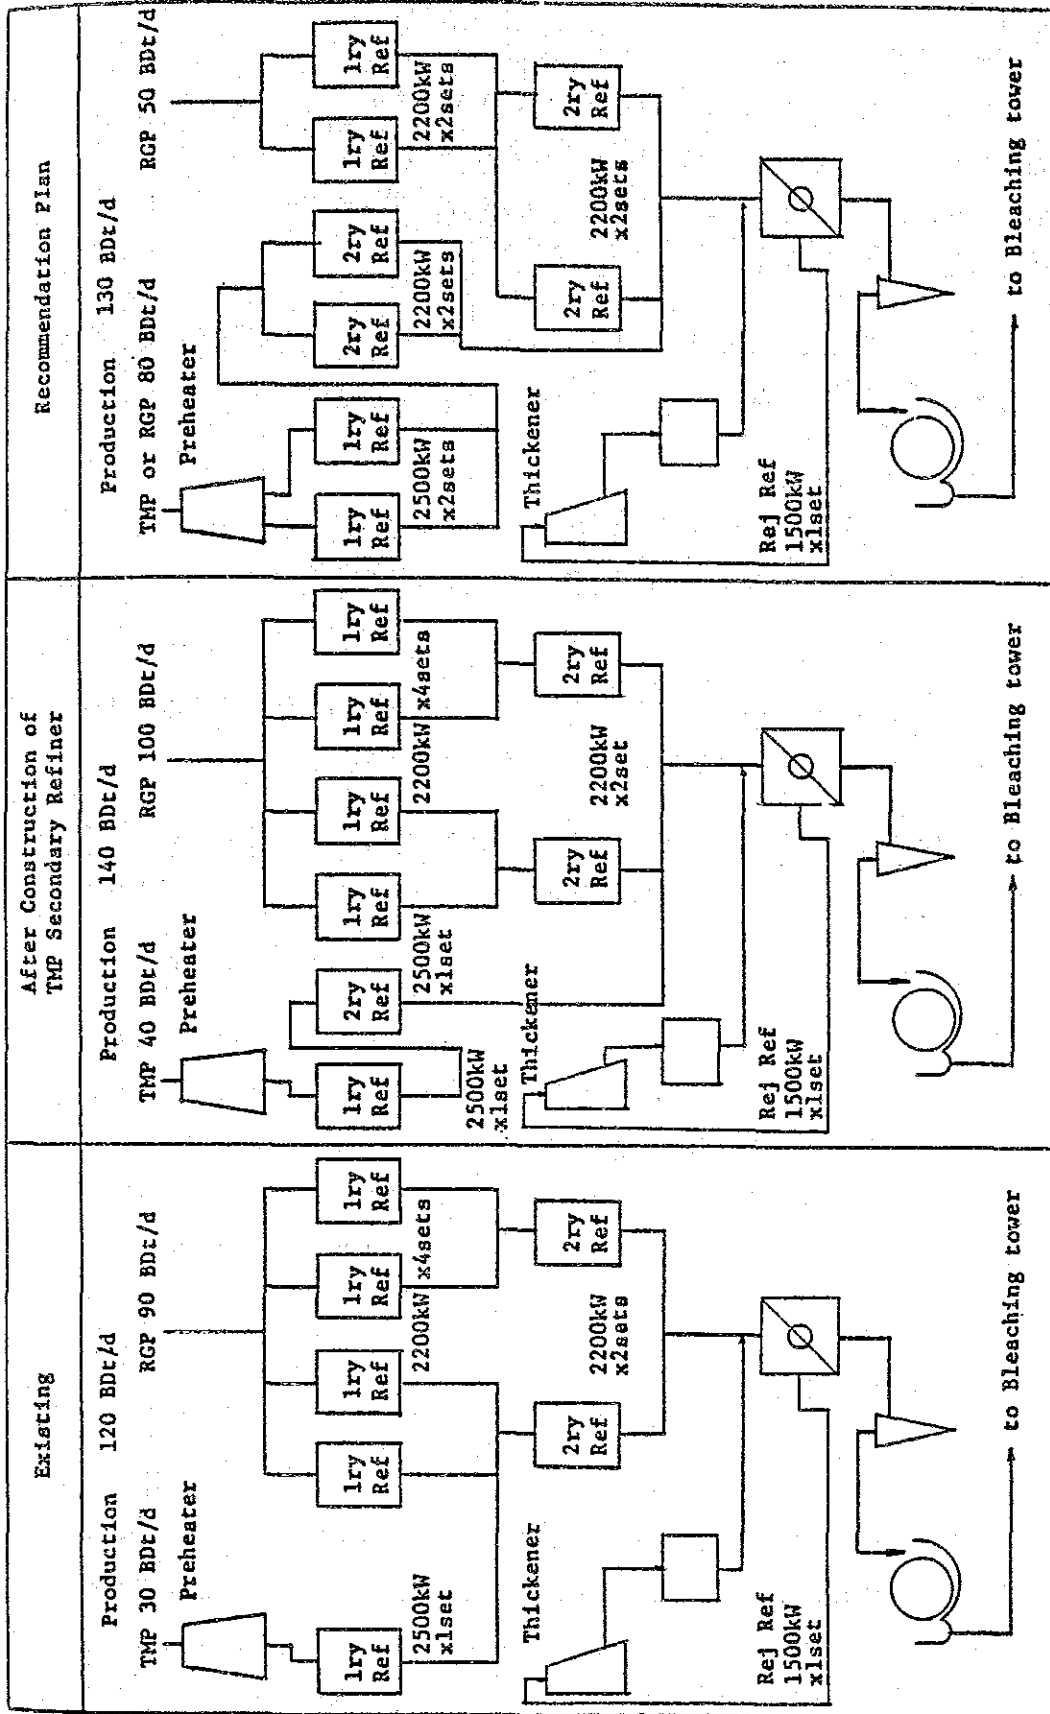 Existing
Production 120 BDt/d
TMP 30 BDt/d
RGP 90 BDt/d
Preheater
1ry
Ref
1ry
Ref
1ry
Ref
1ry
Ref
1ry
Ref
2500kW
x1set
2200kW x4sets
2ry
Ref
2ry
Ref
2200kW
x2sets
Thickener
Rej Ref
1500kW
x1set
to Bleaching tower
After Construction of
TMP Secondary Refiner
Production 140 BDt/d
TMP 40 BDt/d
RGP 100 BDt/d
Preheater
1ry
Ref
2ry
Ref
1ry
Ref
1ry
Ref
1ry
Ref
1ry
Ref
2500kW
x1set
2500kW
x1set
2200kW x4sets
2ry
Ref
2ry
Ref
2200kW
x2set
Thickener
Rej Ref
1500kW
x1set
to Bleaching tower
Recommendation Plan
Production 130 BDt/d
TMP or RGP 80 BDt/d
RGP 50 BDt/d
Preheater
1ry
Ref
1ry
Ref
2ry
Ref
2ry
Ref
1ry
Ref
1ry
Ref
2500kW
x2sets
2200kW
x2sets
2200kW
x2sets
2ry
Ref
2ry
Ref
2200kW
x2sets
Thickener
Rej Ref
1500kW
x1set
to Bleaching tower